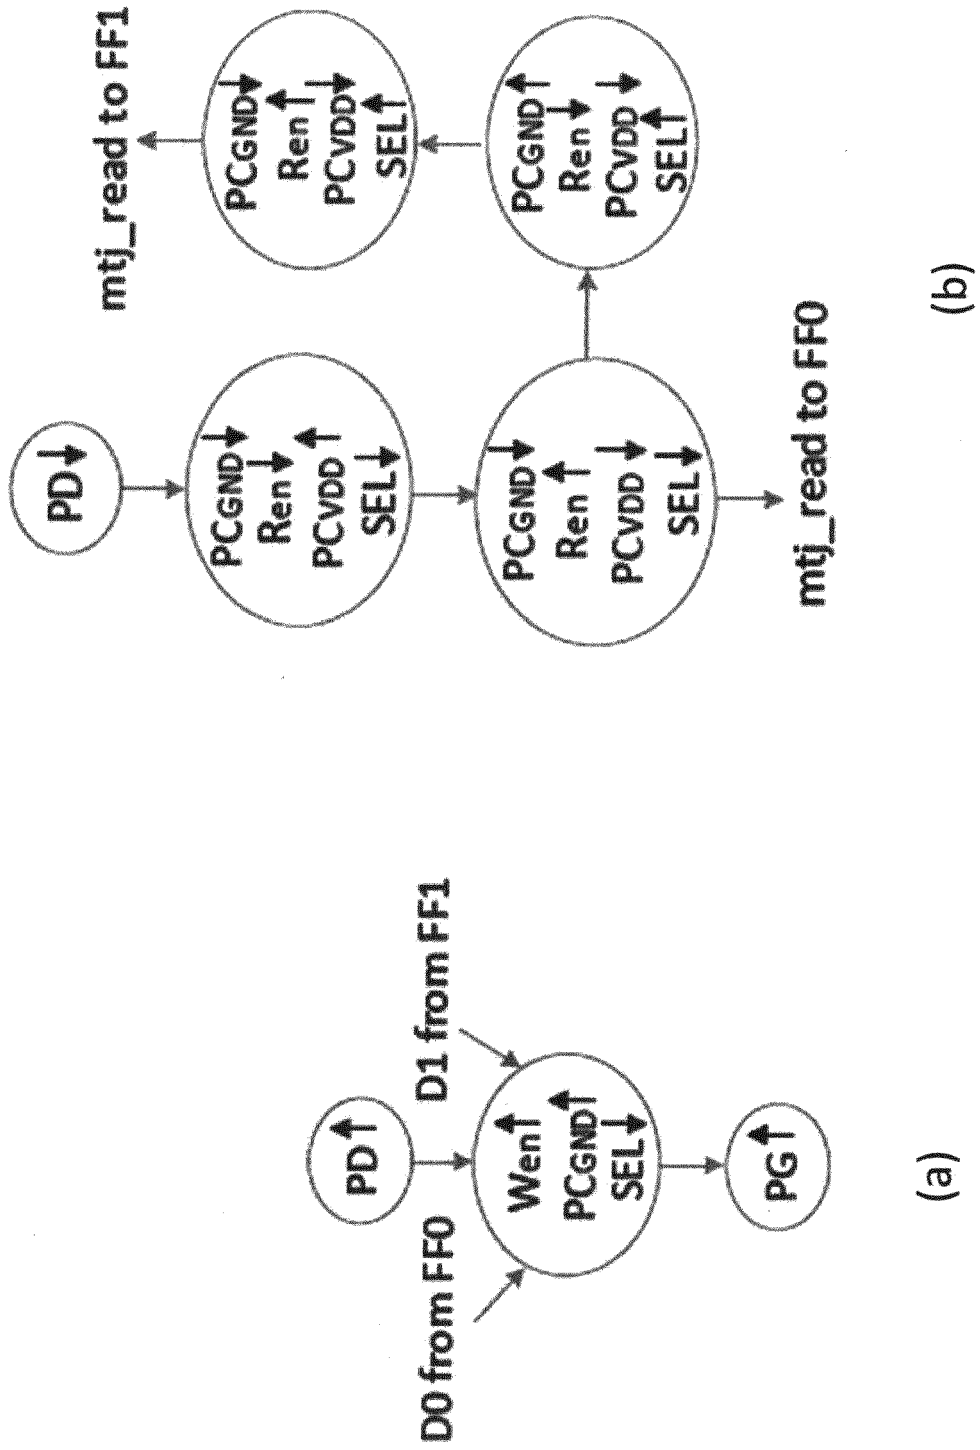 PD↑
D0 from FF0
D1 from FF1
Wen↑
PCGND↑
SEL↓
PG↑
(a)
PD↓
PCGND↓
Ren↓
PCVDD↑
SEL↓
PCGND↓
Ren↑
PCVDD↓
SEL↓
mtj_read to FF0
mtj_read to FF1
PCGND↓
Ren↑
PCVDD↓
SEL↑
PCGND↑
Ren↓
PCVDD↓
SEL↑
(b)